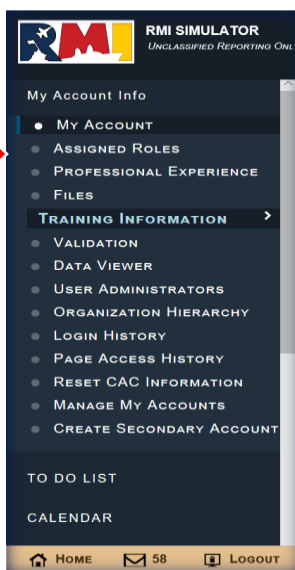 RMI
RMI SIMULATOR
UNCLASSIFIED REPORTING ONL
My Account Info
MY ACCOUNT
ASSIGNED ROLES
PROFESSIONAL EXPERIENCE
FILES
TRAINING INFORMATION >
VALIDATION
DATA VIEWER
USER ADMINISTRATORS
ORGANIZATION HIERARCHY
LOGIN HISTORY
PAGE ACCESS HISTORY
RESET CAC INFORMATION
MANAGE MY ACCOUNTS
CREATE SECONDARY ACCOUNT
TO DO LIST
CALENDAR
HOME 58 LOGOUT